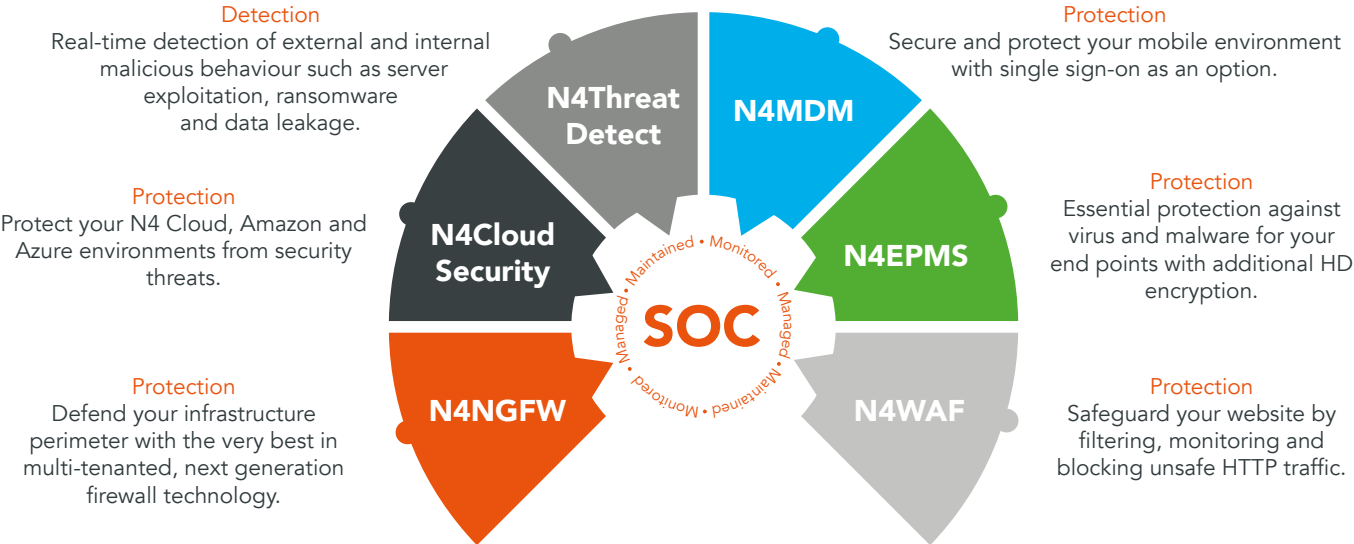 Detection
Real-time detection of external and internal
malicious behaviour such as server
exploitation, ransomware
and data leakage.
Protection
Protect your N4 Cloud, Amazon and
Azure environments from security
threats.
Protection
Defend your infrastructure
perimeter with the very best in
multi-tenanted, next generation
firewall technology.
N4Threat
Detect
N4MDM
N4Cloud
Security
N4EPMS
N4NGFW
N4WAF
SOC
Maintained • Monitored • Managed • Maintained • Monitored • Managed •
Protection
Secure and protect your mobile environment
with single sign-on as an option.
Protection
Essential protection against
virus and malware for your
end points with additional HD
encryption.
Protection
Safeguard your website by
filtering, monitoring and
blocking unsafe HTTP traffic.